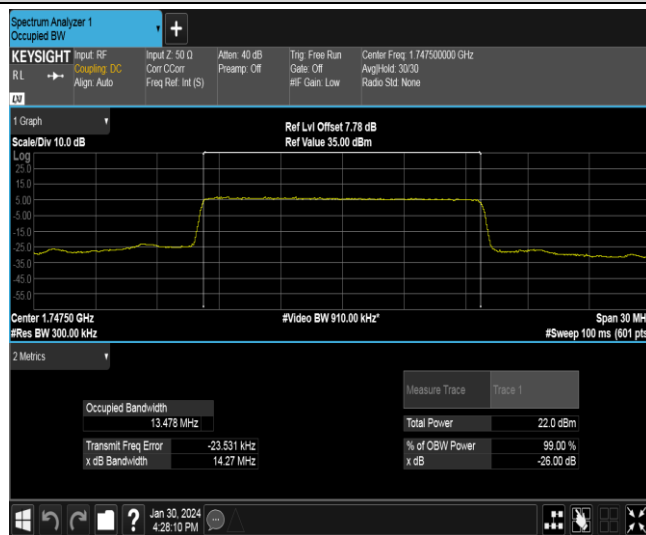 Spectrum Analyzer 1
Occupied BW
+
KEYSIGHT
RL
LXI
Input: RF
Coupling: DC
Align: Auto
Input Z: 50 Ω
Corr CCorr
Freq Ref: Int (S)
Atten: 40 dB
Preamp: Off
Trig: Free Run
Gate: Off
#IF Gain: Low
Center Freq: 1.747500000 GHz
Avg|Hold: 30/30
Radio Std: None
1 Graph
Scale/Div 10.0 dB
Ref Lvl Offset 7.78 dB
Ref Value 35.00 dBm
Log
25.0
15.0
5.00
-5.00
-15.0
-25.0
-35.0
-45.0
-55.0
Center 1.74750 GHz
#Video BW 910.00 kHz*
Span 30 MH
#Res BW 300.00 kHz
#Sweep 100 ms (601 pts
2 Metrics
Measure Trace Trace 1
Occupied Bandwidth
13.478 MHz
Total Power 22.0 dBm
Transmit Freq Error -23.531 kHz
% of OBW Power 99.00 %
x dB Bandwidth 14.27 MHz
x dB -26.00 dB
?
Jan 30, 2024
4:28:10 PM